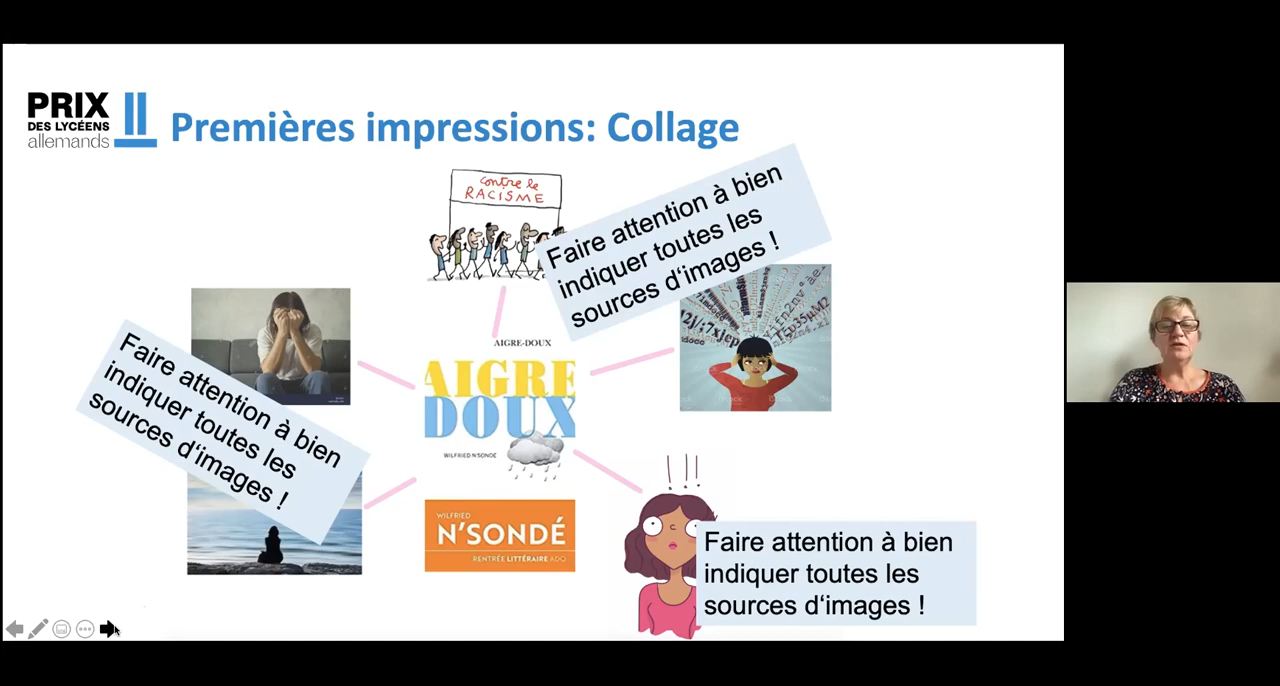 PRIX
DES LYCÉENS
allemands
Premières impressions: Collage
contre le
RACISME
Faire attention à bien
indiquer toutes les
sources d‘images !
Faire attention à bien
indiquer toutes les
sources d‘images !
AIGRE-DOUX
AIGRE
DOUX
WILFRIED N'SONDE
WILFRIED
N'SONDÉ
RENTRÉE LITTÉRAIRE ADO
iStock
Faire attention à bien
indiquer toutes les
sources d‘images !